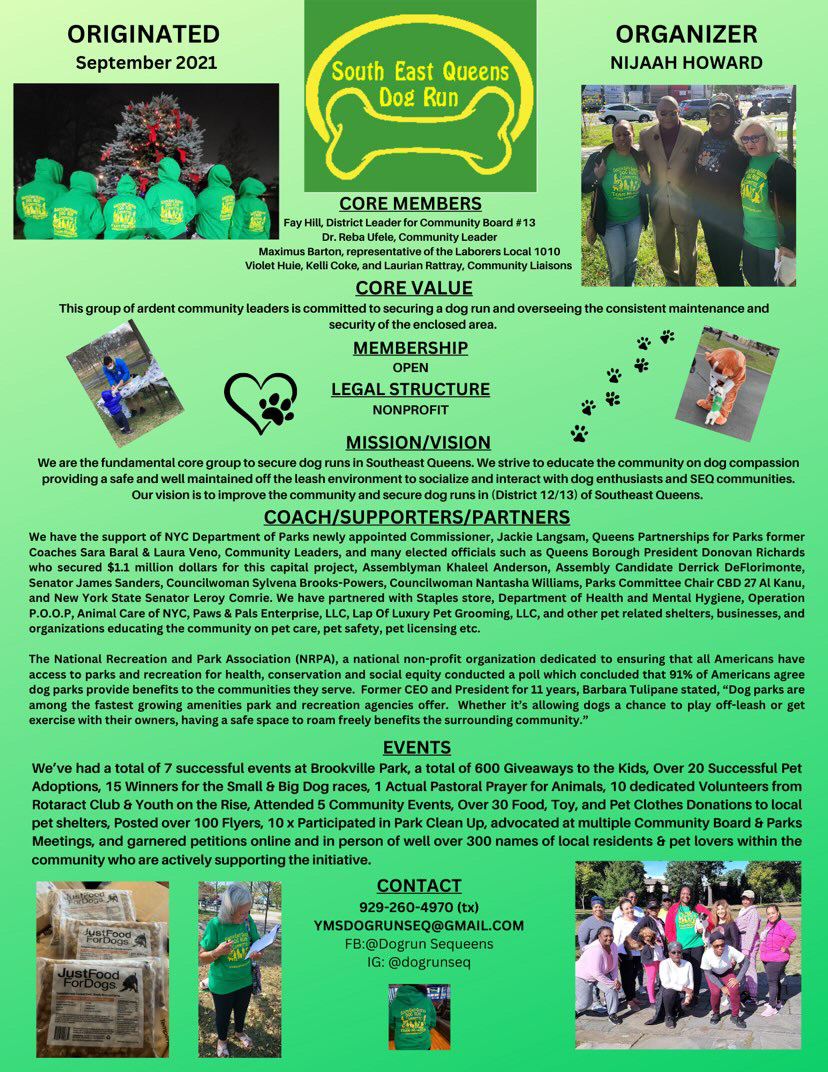 ORIGINATED
September 2021
South East Queens
Dog Run
ORGANIZER
NIJAAH HOWARD
CORE MEMBERS
Fay Hill, District Leader for Community Board #13
Dr. Reba Ufele, Community Leader
Maximus Barton, representative of the Laborers Local 1010
Violet Huie, Kelli Coke, and Laurian Rattray, Community Liaisons
CORE VALUE
This group of ardent community leaders is committed to securing a dog run and overseeing the consistent maintenance and
security of the enclosed area.
MEMBERSHIP
OPEN
LEGAL STRUCTURE
NONPROFIT
MISSION/VISION
We are the fundamental core group to secure dog runs in Southeast Queens. We strive to educate the community on dog compassion
providing a safe and well maintained off the leash environment to socialize and interact with dog enthusiasts and SEQ communities.
Our vision is to improve the community and secure dog runs in (District 12/13) of Southeast Queens.
COACH/SUPPORTERS/PARTNERS
We have the support of NYC Department of Parks newly appointed Commissioner, Jackie Langsam, Queens Partnerships for Parks former
Coaches Sara Baral & Laura Veno, Community Leaders, and many elected officials such as Queens Borough President Donovan Richards
who secured $1.1 million dollars for this capital project, Assemblyman Khaleel Anderson, Assembly Candidate Derrick DeFlorimonte,
Senator James Sanders, Councilwoman Sylvena Brooks-Powers, Councilwoman Nantasha Williams, Parks Committee Chair CBD 27 Al Kanu,
and New York State Senator Leroy Comrie. We have partnered with Staples store, Department of Health and Mental Hygiene, Operation
P.O.O.P, Animal Care of NYC, Paws & Pals Enterprise, LLC, Lap Of Luxury Pet Grooming, LLC, and other pet related shelters, businesses, and
organizations educating the community on pet care, pet safety, pet licensing etc.
The National Recreation and Park Association (NRPA), a national non-profit organization dedicated to ensuring that all Americans have
access to parks and recreation for health, conservation and social equity conducted a poll which concluded that 91% of Americans agree
dog parks provide benefits to the communities they serve. Former CEO and President for 11 years, Barbara Tulipane stated, “Dog parks are
among the fastest growing amenities park and recreation agencies offer. Whether it’s allowing dogs a chance to play off-leash or get
exercise with their owners, having a safe space to roam freely benefits the surrounding community.”
EVENTS
We’ve had a total of 7 successful events at Brookville Park, a total of 600 Giveaways to the Kids, Over 20 Successful Pet
Adoptions, 15 Winners for the Small & Big Dog races, 1 Actual Pastoral Prayer for Animals, 10 dedicated Volunteers from
Rotaract Club & Youth on the Rise, Attended 5 Community Events, Over 30 Food, Toy, and Pet Clothes Donations to local
pet shelters, Posted over 100 Flyers, 10 x Participated in Park Clean Up, advocated at multiple Community Board & Parks
Meetings, and garnered petitions online and in person of well over 300 names of local residents & pet lovers within the
community who are actively supporting the initiative.
CONTACT
929-260-4970 (tx)
YMSDOGRUNSEQ@GMAIL.COM
FB:@Dogrun Sequeens
IG: @dogrunseq
JustFood
ForDogs
JustFood
ForDogs
JustFood
ForDogs